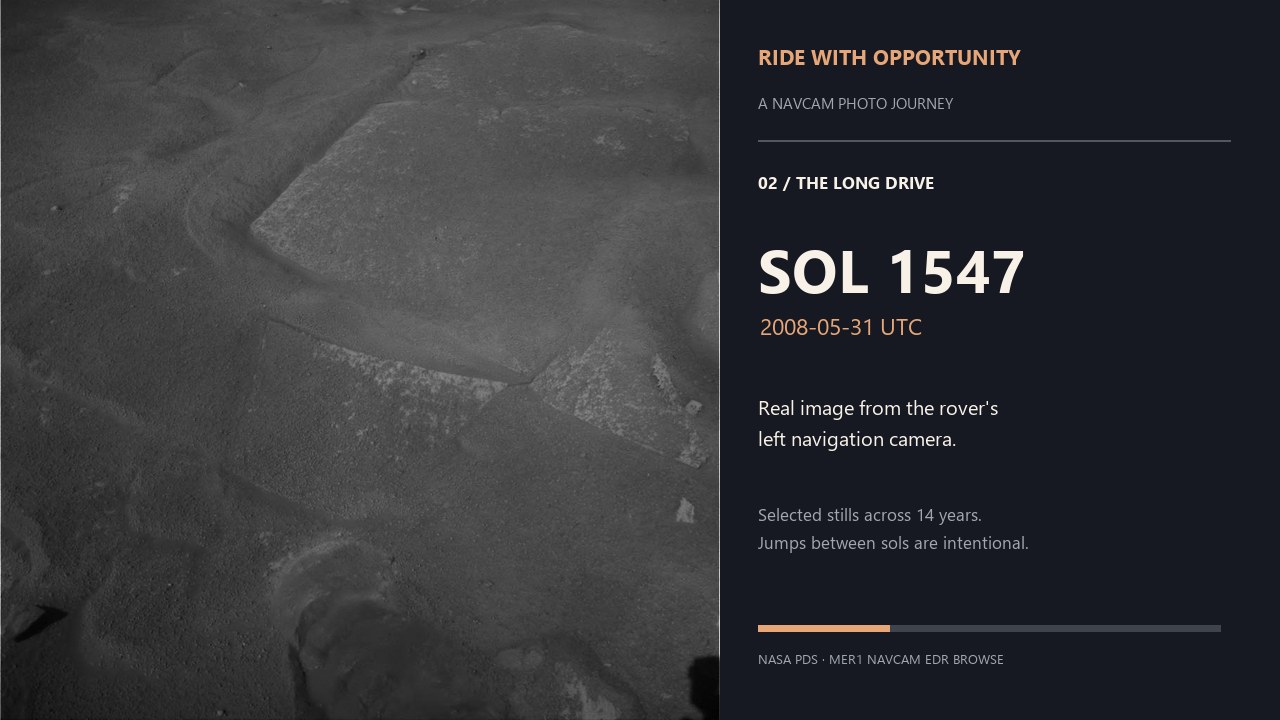 RIDE WITH OPPORTUNITY
A NAVCAM PHOTO JOURNEY
02 / THE LONG DRIVE
SOL 1547
2008-05-31 UTC
Real image from the rover's
left navigation camera.
Selected stills across 14 years.
Jumps between sols are intentional.
NASA PDS · MER1 NAVCAM EDR BROWSE